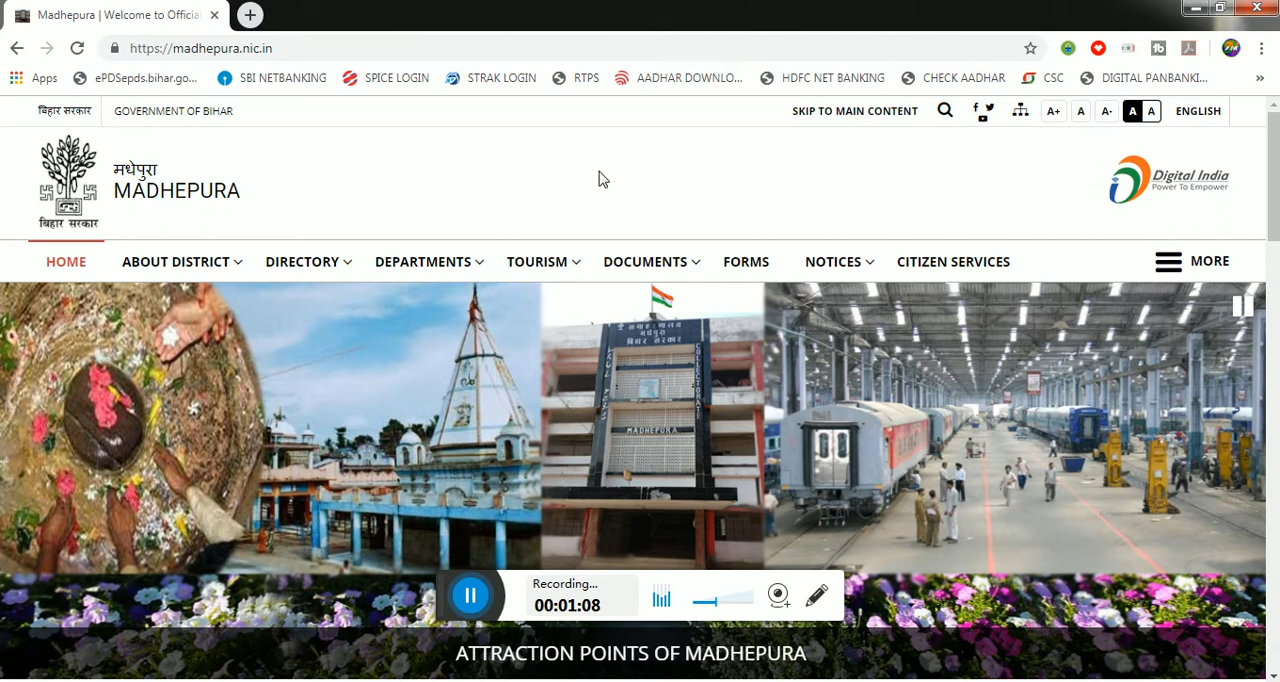 Madhepura | Welcome to Officia
https://madhepura.nic.in
Apps ePDSepds.bihar.go... SBI NETBANKING SPICE LOGIN STRAK LOGIN RTPS AADHAR DOWNLO... HDFC NET BANKING CHECK AADHAR CSC DIGITAL PANBANKI... »
बिहार सरकार GOVERNMENT OF BIHAR SKIP TO MAIN CONTENT A+ A A- A A ENGLISH
मधेपुरा
MADHEPURA
बिहार सरकार
Digital India
Power To Empower
HOME ABOUT DISTRICT DIRECTORY DEPARTMENTS TOURISM DOCUMENTS FORMS NOTICES CITIZEN SERVICES MORE
मधेपुरा
बिहार सरकार
COLLECTORATE
MADHEPURA
Recording...
00:01:08
ATTRACTION POINTS OF MADHEPURA